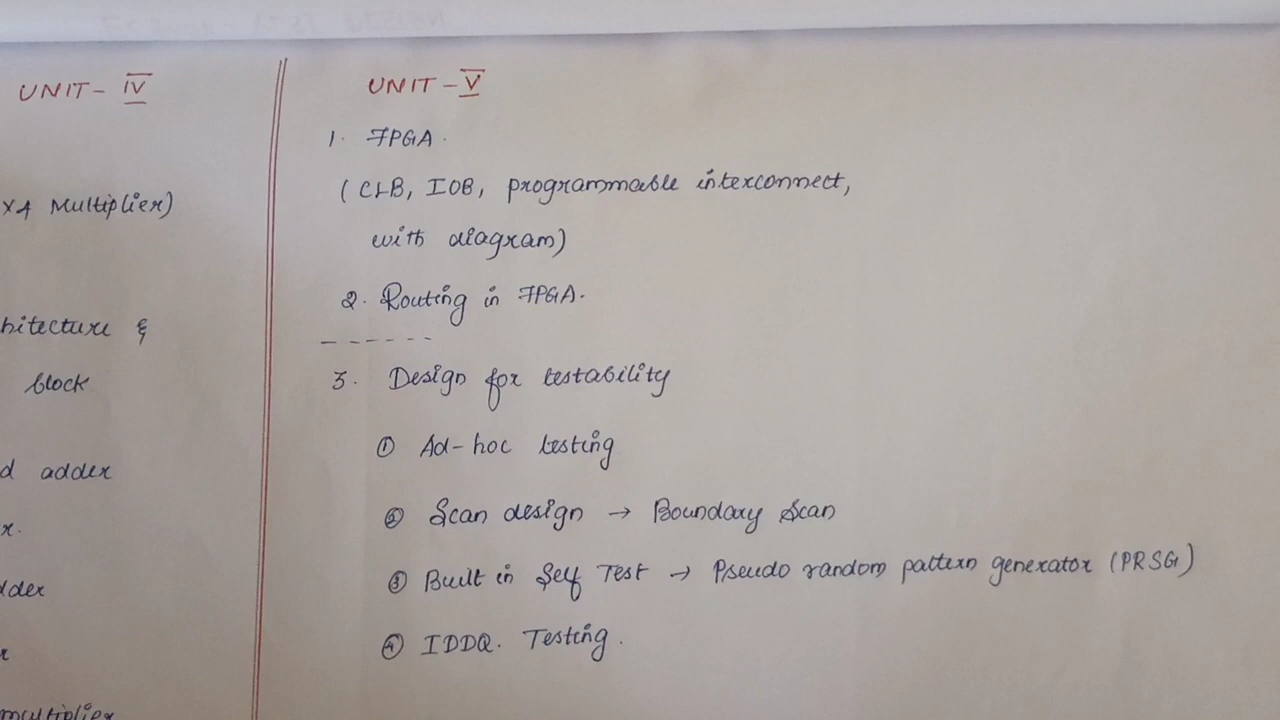 UNIT - IV
x4 Multiplier)
hitecture &
block
d adder
r.
dder
r
multiplier
UNIT - V
1. FPGA.
( CLB, IOB, programmable interconnect,
with diagram)
2. Routing in FPGA.
------
3. Design for testability
① Ad-hoc testing
② Scan design → Boundary Scan
③ Built in Self Test → Pseudo random pattern generator (PRSG)
④ IDDQ. Testing.